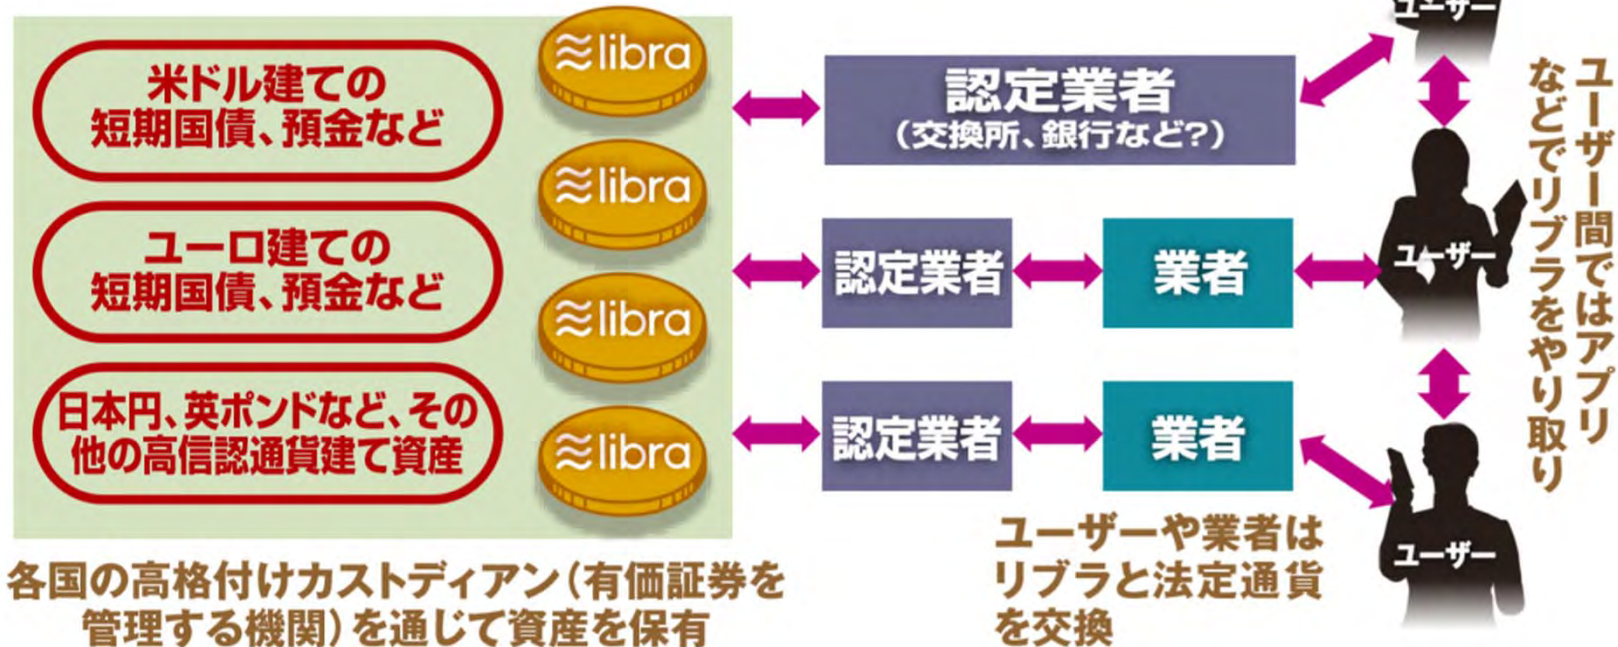 米ドル建ての
短期国債、預金など
ユーロ建ての
短期国債、預金など
日本円、英ポンドなど、その
他の高信認通貨建て資産
libra
libra
libra
libra
各国の高格付けカストディアン(有価証券を
管理する機関)を通じて資産を保有
認定業者
(交換所、銀行など?)
認定業者
業者
認定業者
業者
ユーザーや業者は
リブラと法定通貨
を交換
ユーザー
ユーザー
ユーザー
ユーザー間ではアプリ
などでリブラをやり取り